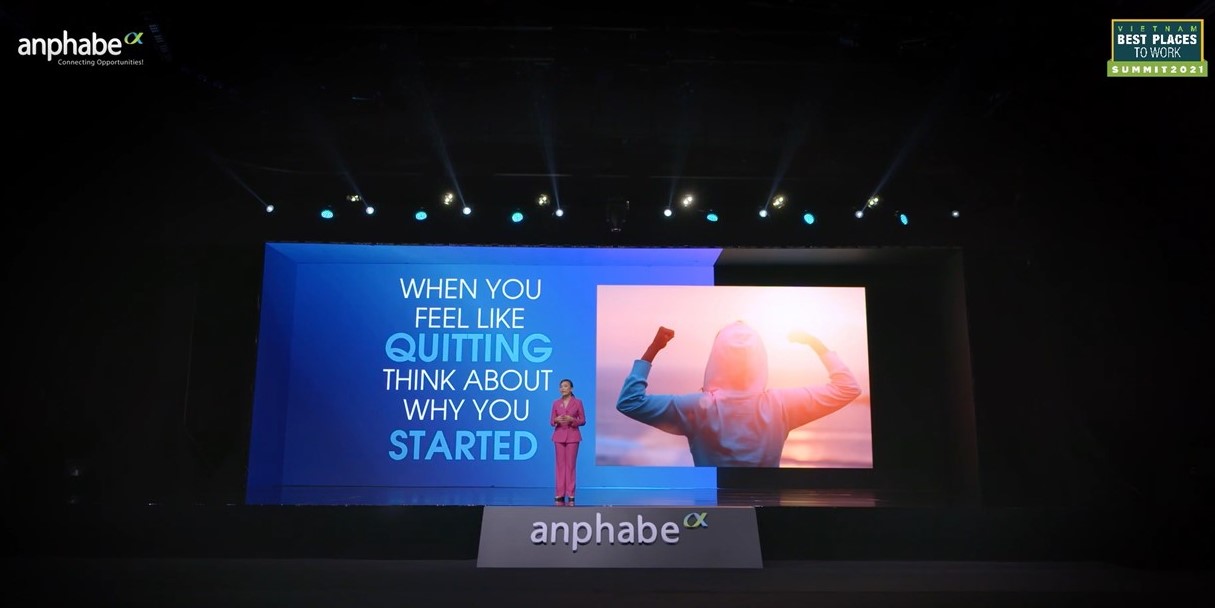 anphabe α
Connecting Opportunities!
VIETNAM
BEST PLACES
TO WORK
SUMMIT2021
WHEN YOU
FEEL LIKE
QUITTING
THINK ABOUT
WHY YOU
STARTED
anphabe α